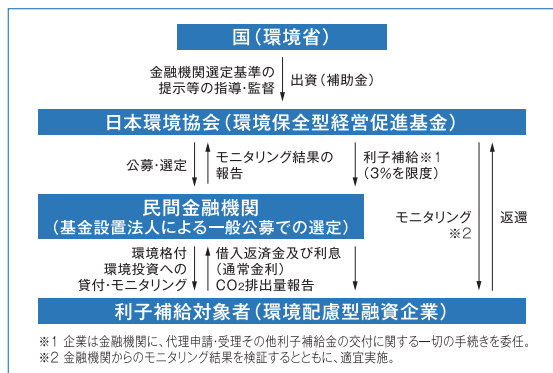 国（環境省）
金融機関選定基準の
提示等の指導・監督
出資（補助金）
日本環境協会（環境保全型経営促進基金）
公募・選定
モニタリング結果の
報告
利子補給※1
（3％を限度）
民間金融機関
（基金設置法人による一般公募での選定）
モニタリング
※2
返還
環境格付
環境投資への
貸付・モニタリング
借入返済金及び利息
（通常金利）
CO2排出量報告
利子補給対象者（環境配慮型融資企業）
※1 企業は金融機関に、代理申請・受理その他利子補給金の交付に関する一切の手続きを委任。
※2 金融機関からのモニタリング結果を検証するとともに、適宜実施。